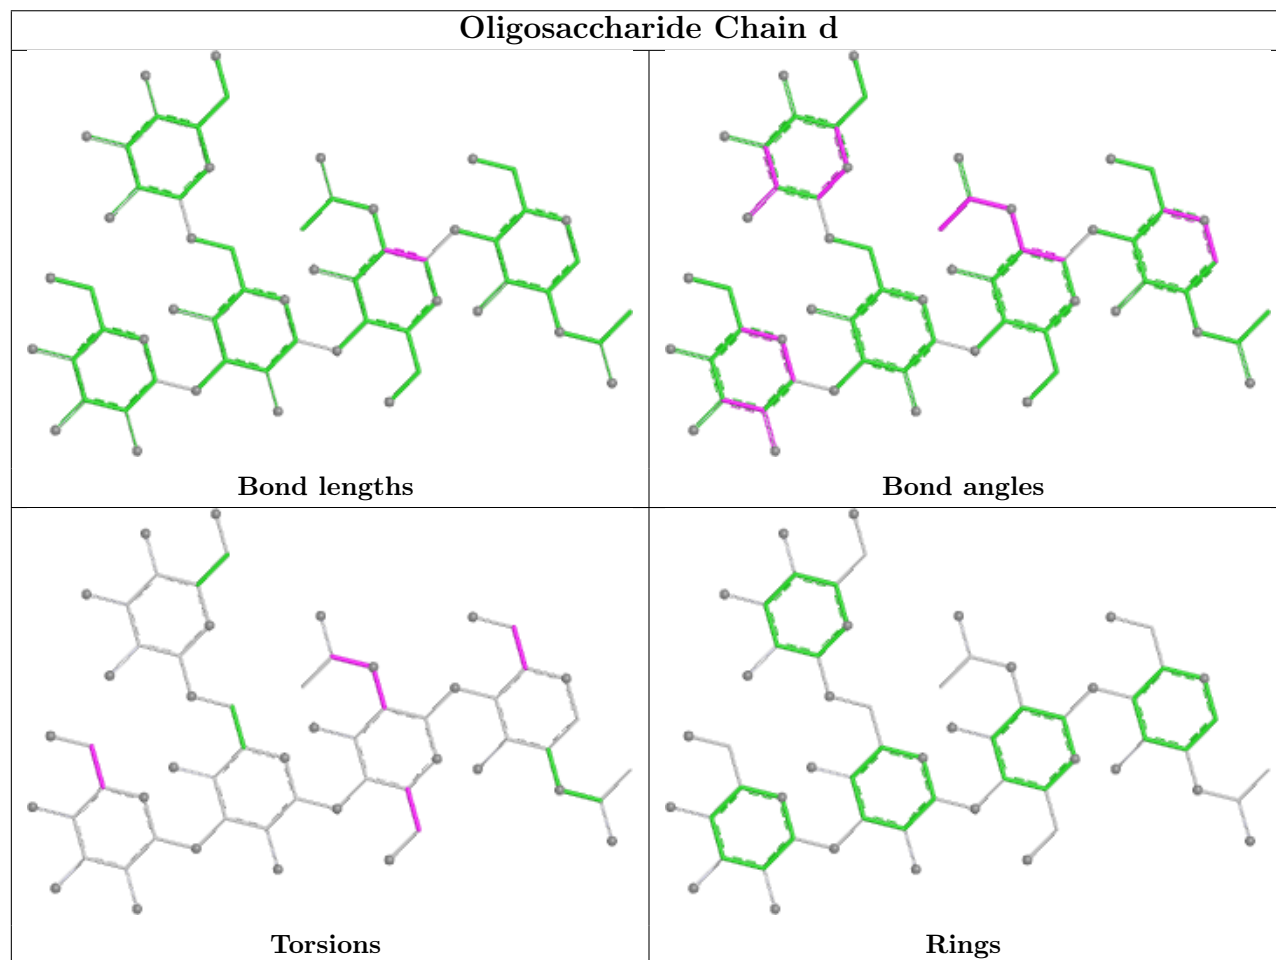 Oligosaccharide Chain d
Bond lengths
Bond angles
Torsions
Rings